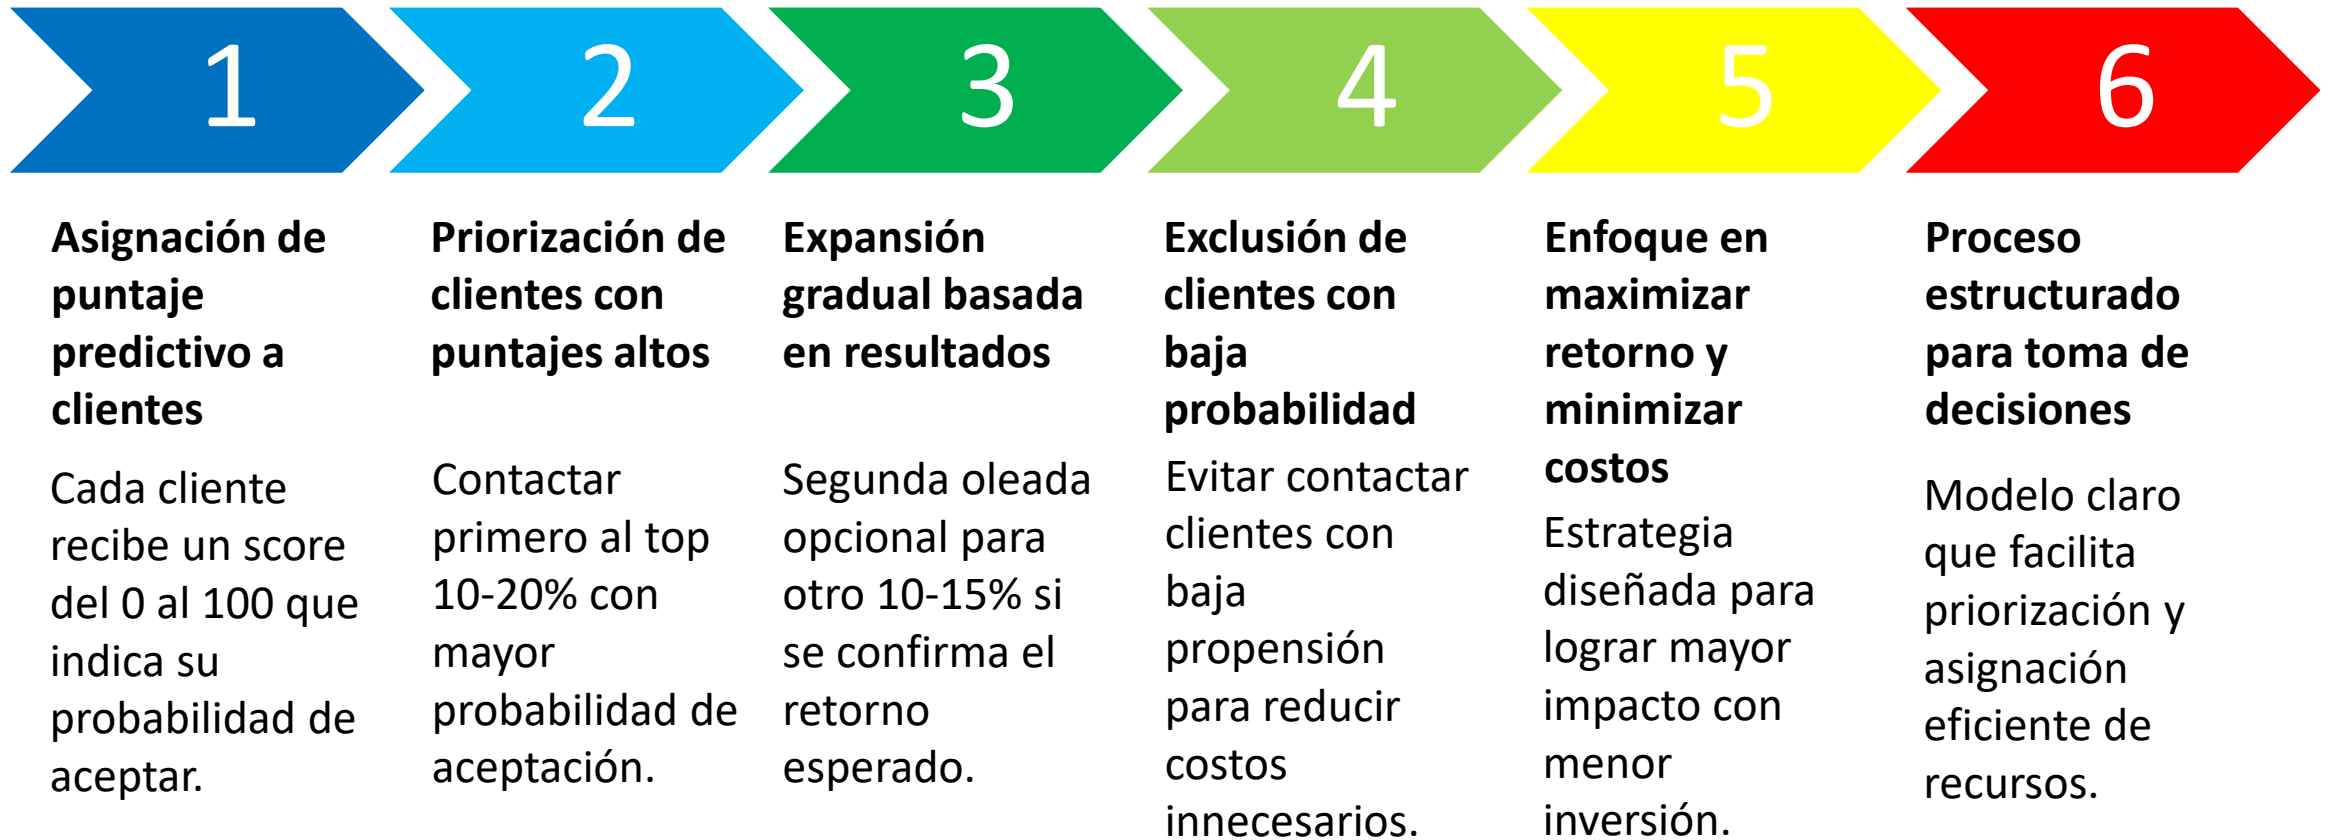 1
2
3
4
5
6
Asignación de
puntaje
predictivo a
clientes
Cada cliente
recibe un score
del 0 al 100 que
indica su
probabilidad de
aceptar.
Priorización de
clientes con
puntajes altos
Contactar
primero al top
10-20% con
mayor
probabilidad de
aceptación.
Expansión
gradual basada
en resultados
Segunda oleada
opcional para
otro 10-15% si
se confirma el
retorno
esperado.
Exclusión de
clientes con
baja
probabilidad
Evitar contactar
clientes con
baja
propensión
para reducir
costos
innecesarios.
Enfoque en
maximizar
retorno y
minimizar
costos
Estrategia
diseñada para
lograr mayor
impacto con
menor
inversión.
Proceso
estructurado
para toma de
decisiones
Modelo claro
que facilita
priorización y
asignación
eficiente de
recursos.